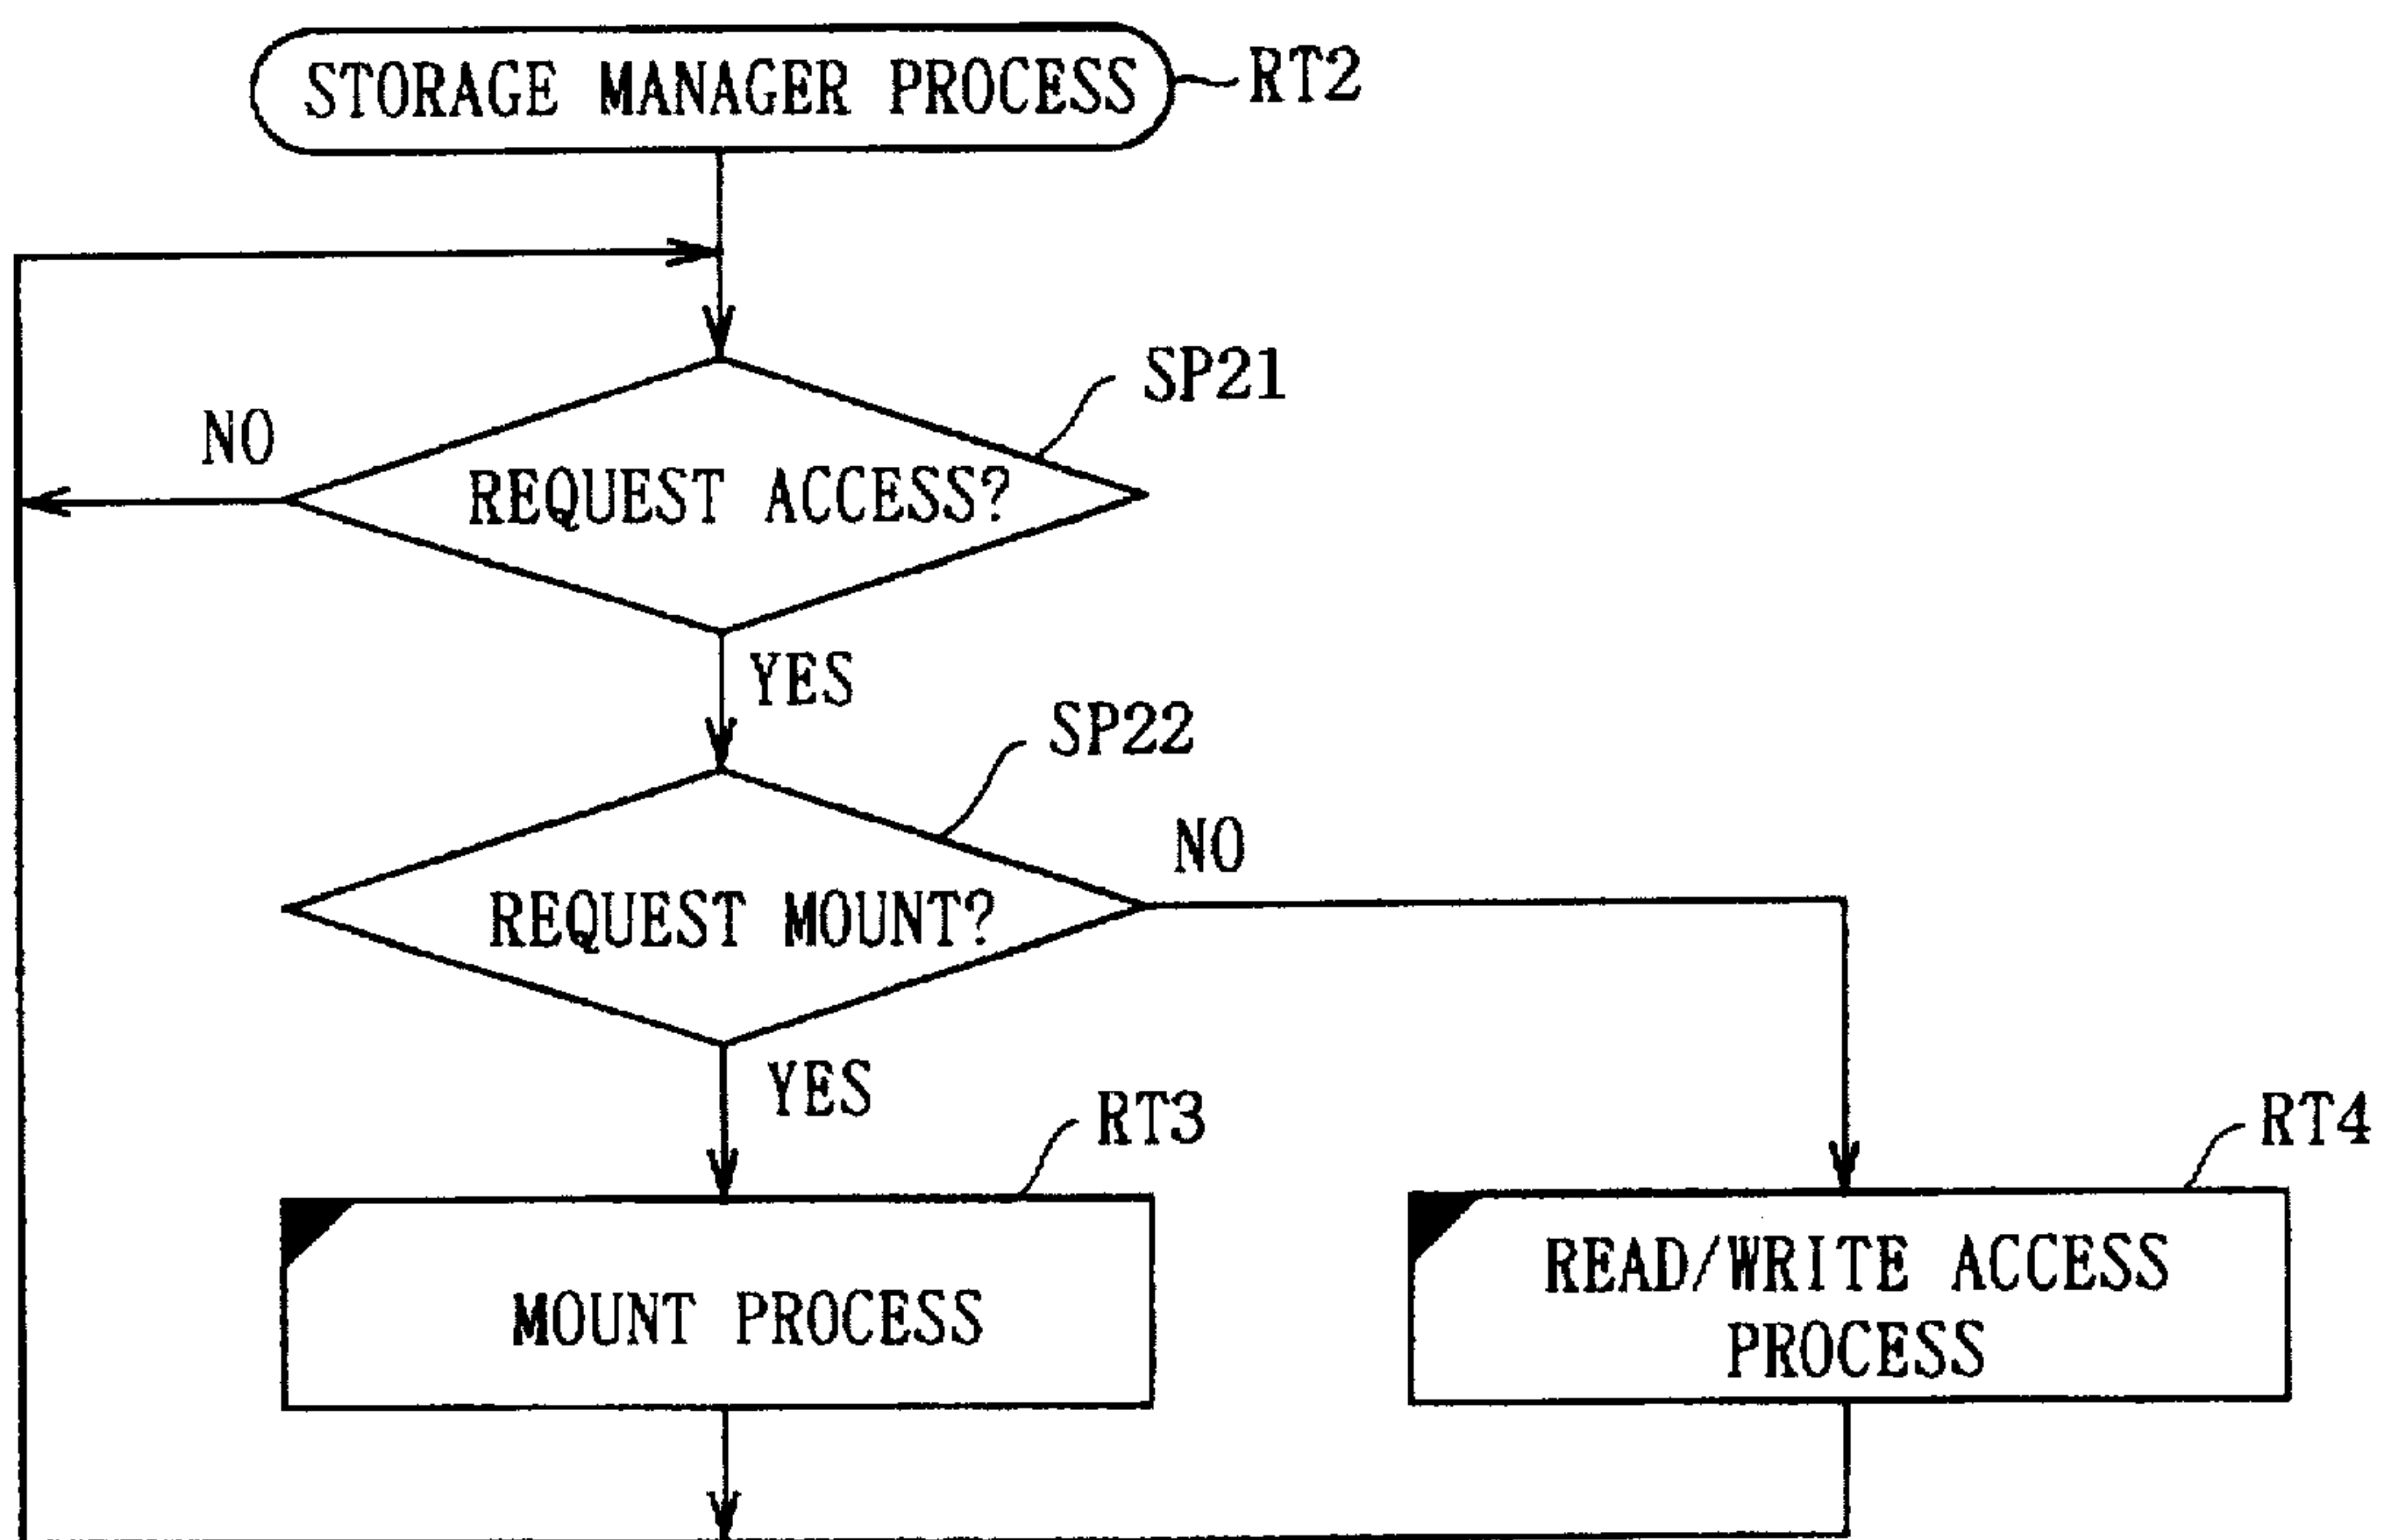 STORAGE MANAGER PROCESS
RT2
SP21
NO
REQUEST ACCESS?
YES
SP22
NO
REQUEST MOUNT?
YES
RT3
RT4
MOUNT PROCESS
READ/WRITE ACCESS
PROCESS